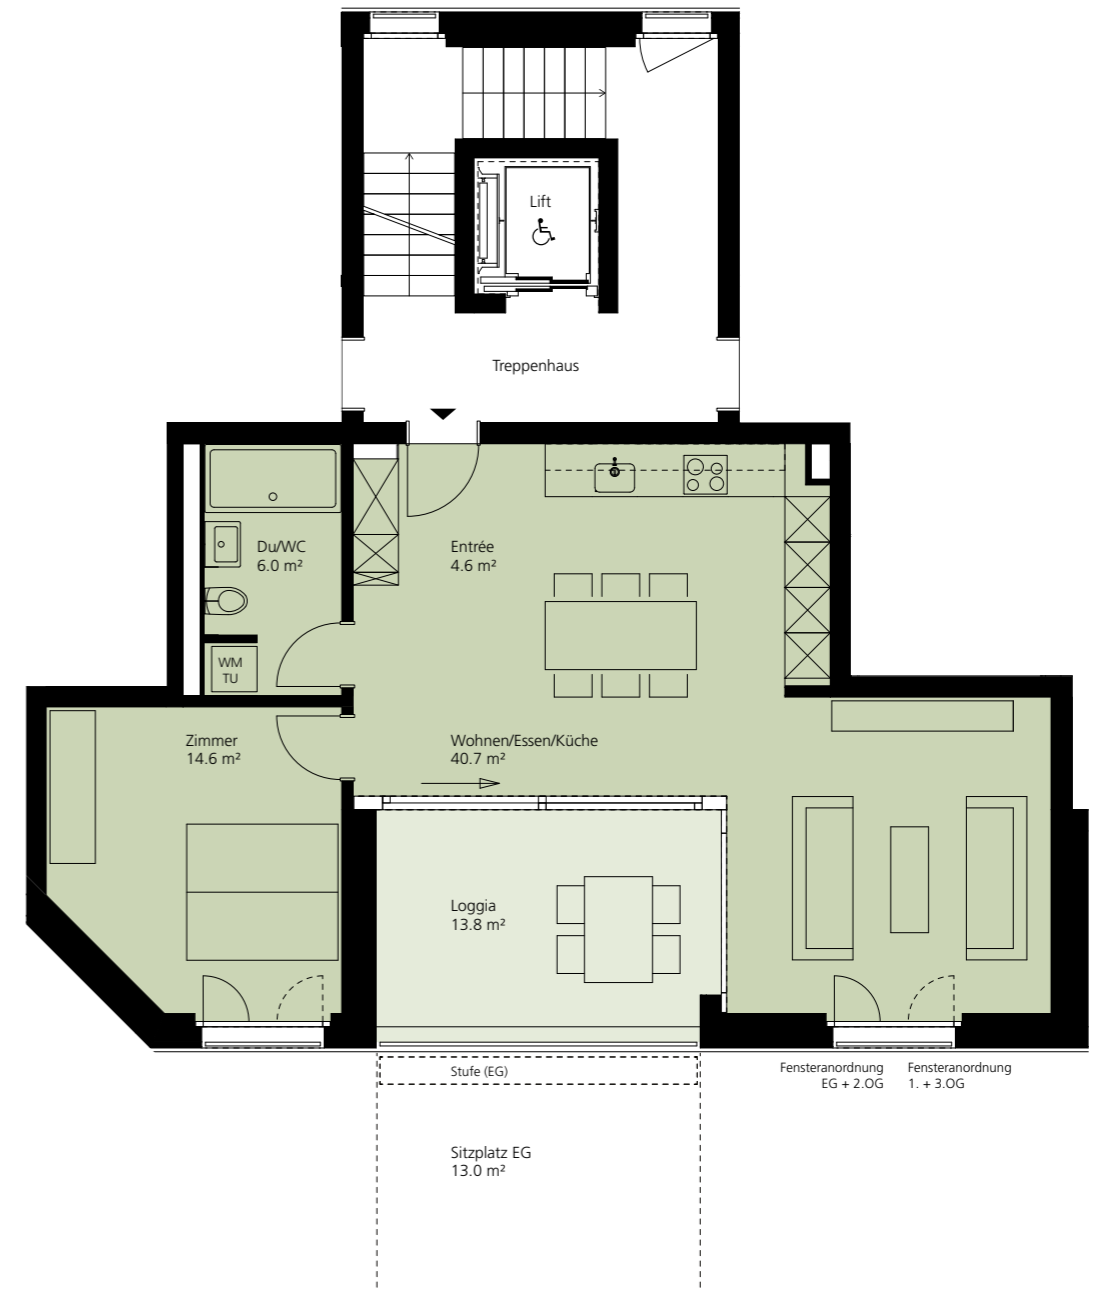 Lift
Treppenhaus
Du/WC
6.0 m²
Entrée
4.6 m²
WM
TU
Zimmer
14.6 m²
Wohnen/Essen/Küche
40.7 m²
Loggia
13.8 m²
Stufe (EG)
Fensteranordnung
EG + 2.OG
Fensteranordnung
1. + 3.OG
Sitzplatz EG
13.0 m²